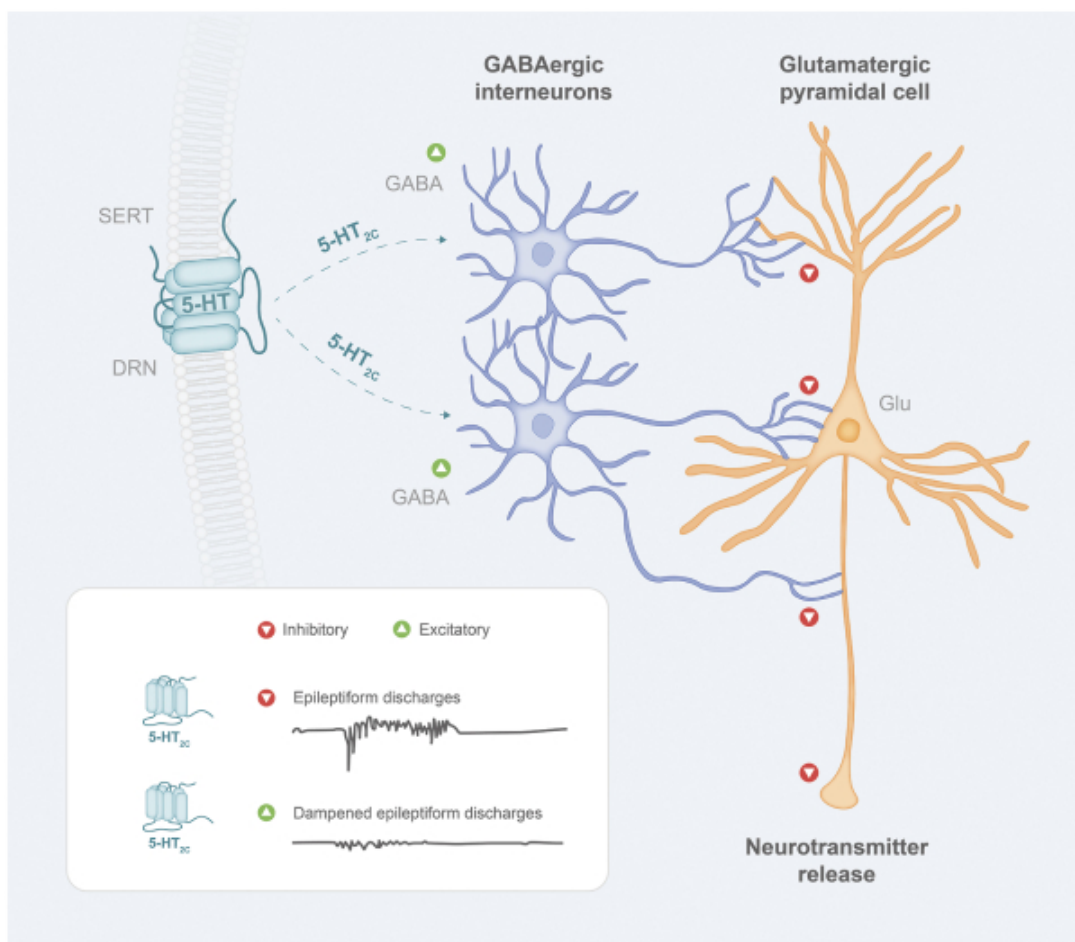 GABAergic
interneurons
Glutamatergic
pyramidal cell
GABA
SERT
5-HT2C
5-HT
5-HT2C
DRN
Glu
GABA
Inhibitory
Excitatory
Epileptiform discharges
5-HT2C
Dampened epileptiform discharges
5-HT2C
Neurotransmitter
release